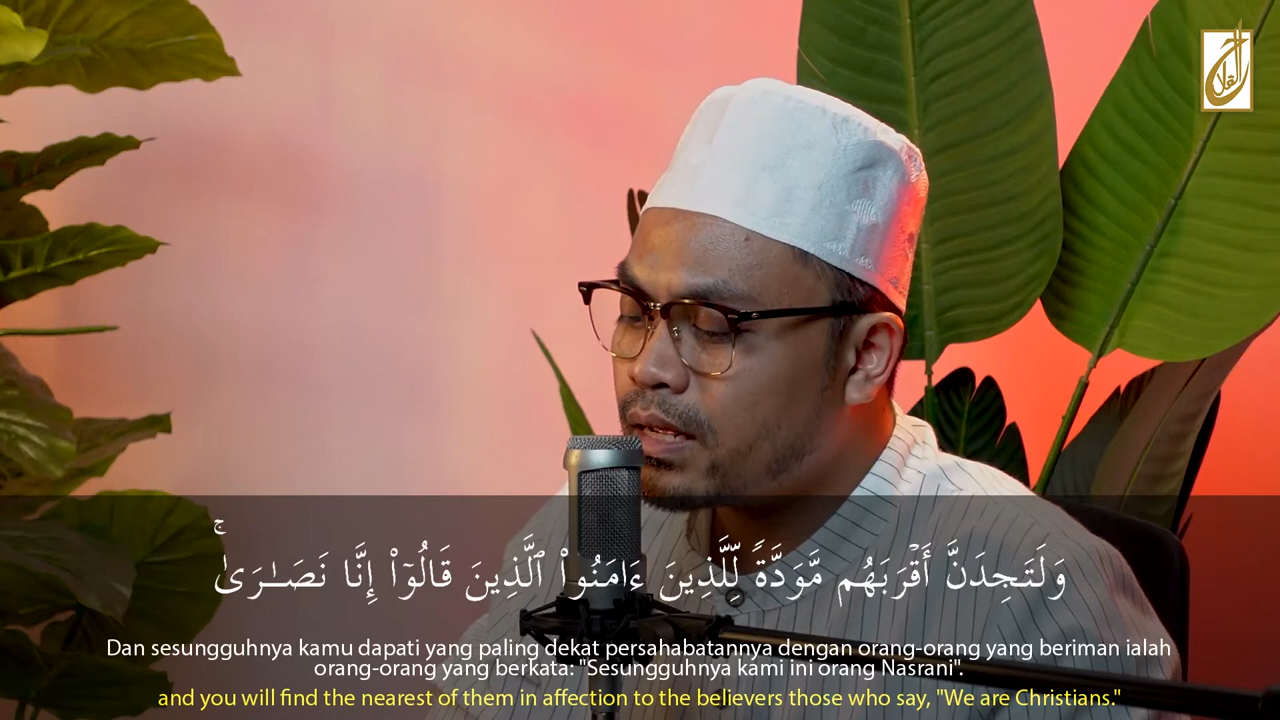 الفلاح
وَلَتَجِدَنَّ أَقْرَبَهُم مَّوَدَّةً لِّلَّذِينَ ءَامَنُوا۟ ٱلَّذِينَ قَالُوٓا۟ إِنَّا نَصَـٰرَىٰ ۚ
Dan sesungguhnya kamu dapati yang paling dekat persahabatannya dengan orang-orang yang beriman ialah
orang-orang yang berkata: "Sesungguhnya kami ini orang Nasrani".
and you will find the nearest of them in affection to the believers those who say, "We are Christians."